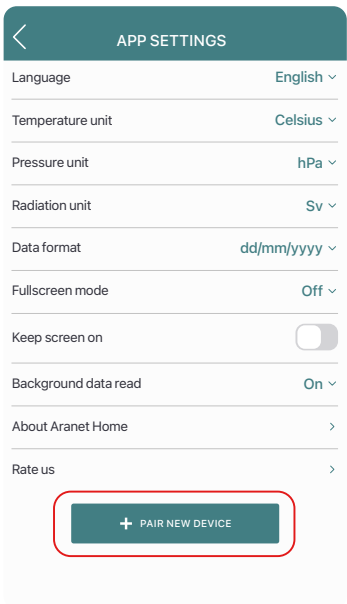 APP SETTINGS
Language English
Temperature unit Celsius
Pressure unit hPa
Radiation unit Sv
Data format dd/mm/yyyy
Fullscreen mode Off
Keep screen on
Background data read On
About Aranet Home
Rate us
PAIR NEW DEVICE